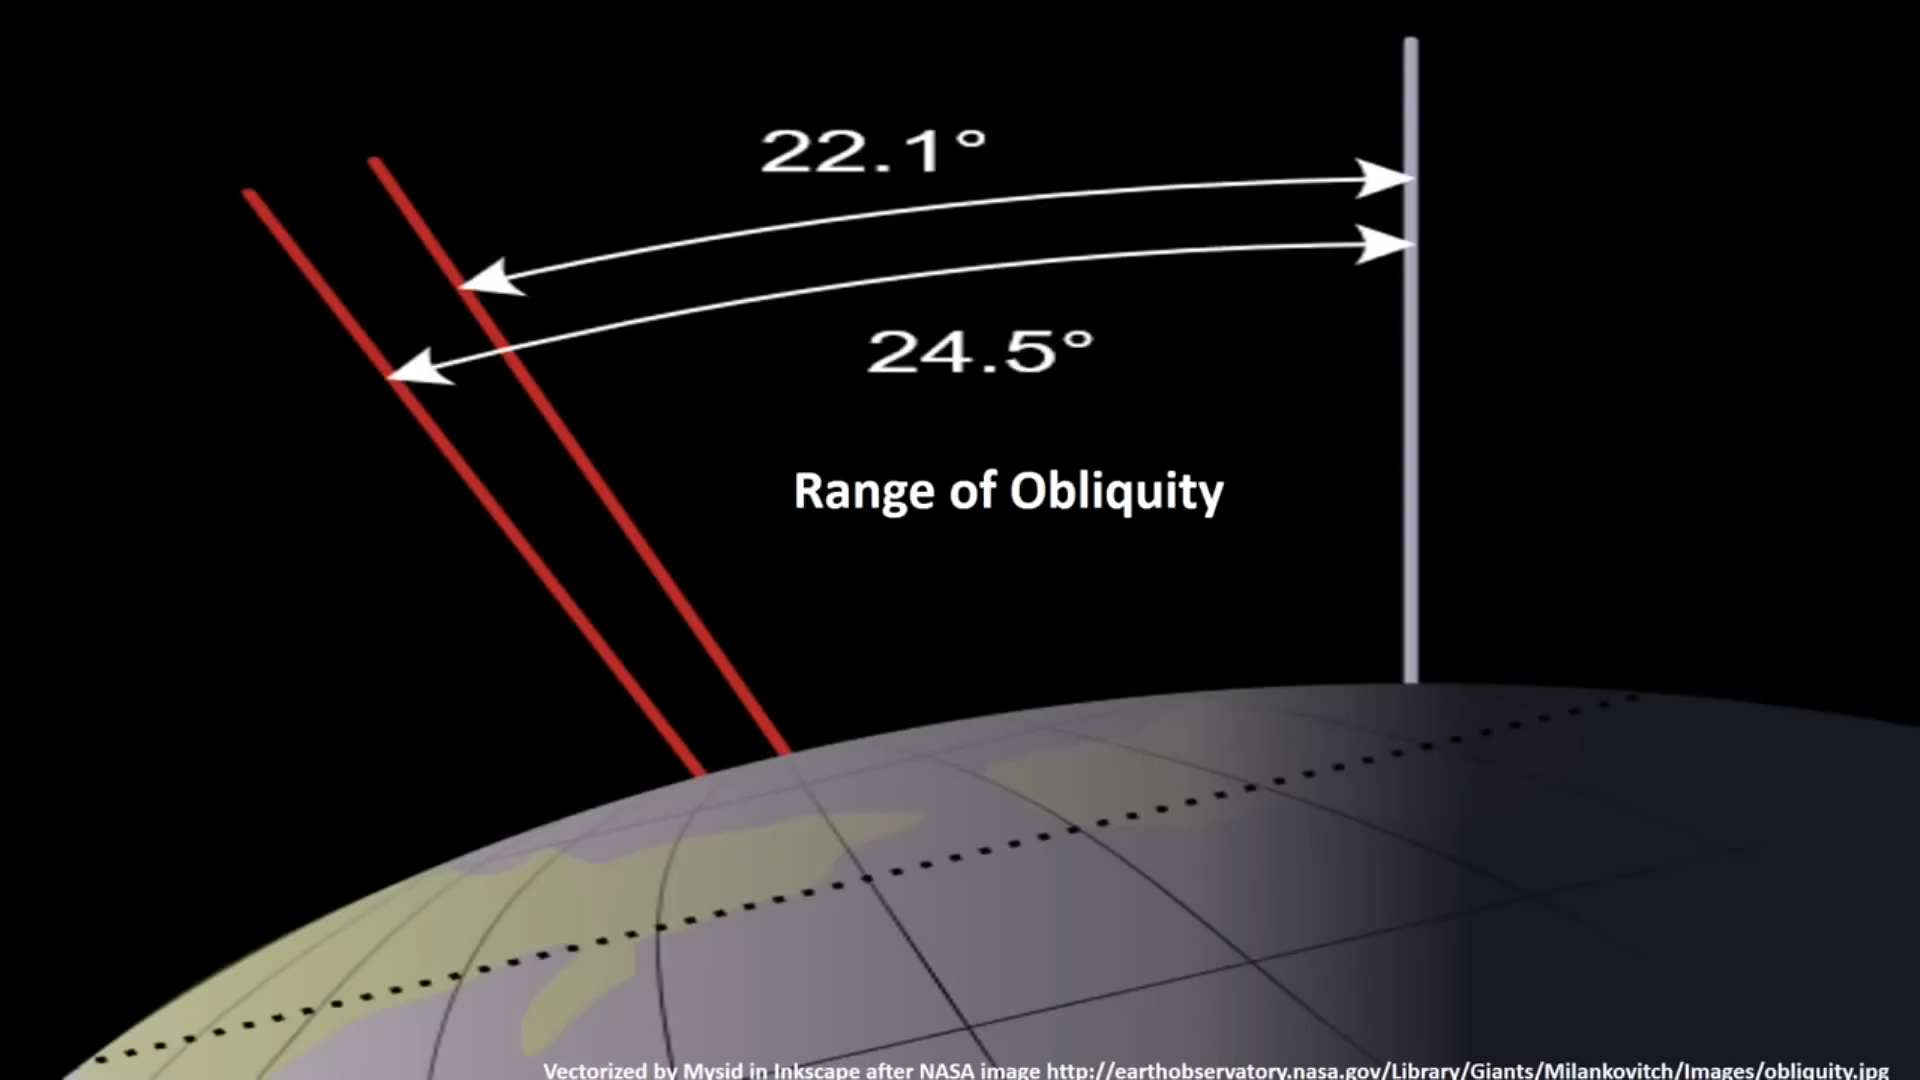 22.1°
24.5°
Range of Obliquity
Vectorized by Mysid in Inkscape after NASA image http://earthobservatory.nasa.gov/Library/Giants/Milankovitch/Images/obliquity.jpg